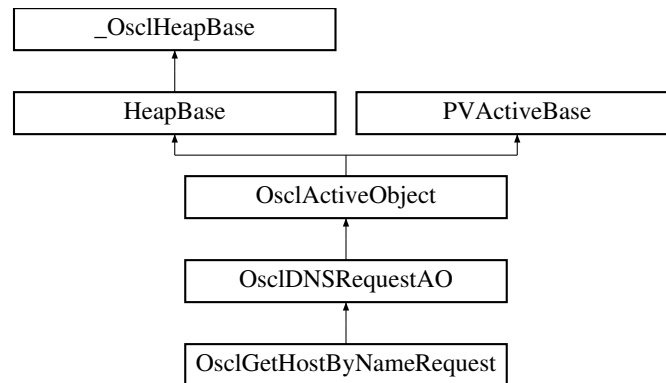 _OsclHeapBase
HeapBase
PVActiveBase
OsclActiveObject
OsclDNSRequestAO
OsclGetHostByNameRequest